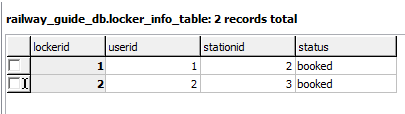 railway_guide_db.locker_info_table: 2 records total
lockerid userid stationid status
1 1 2 booked
2 2 3 booked